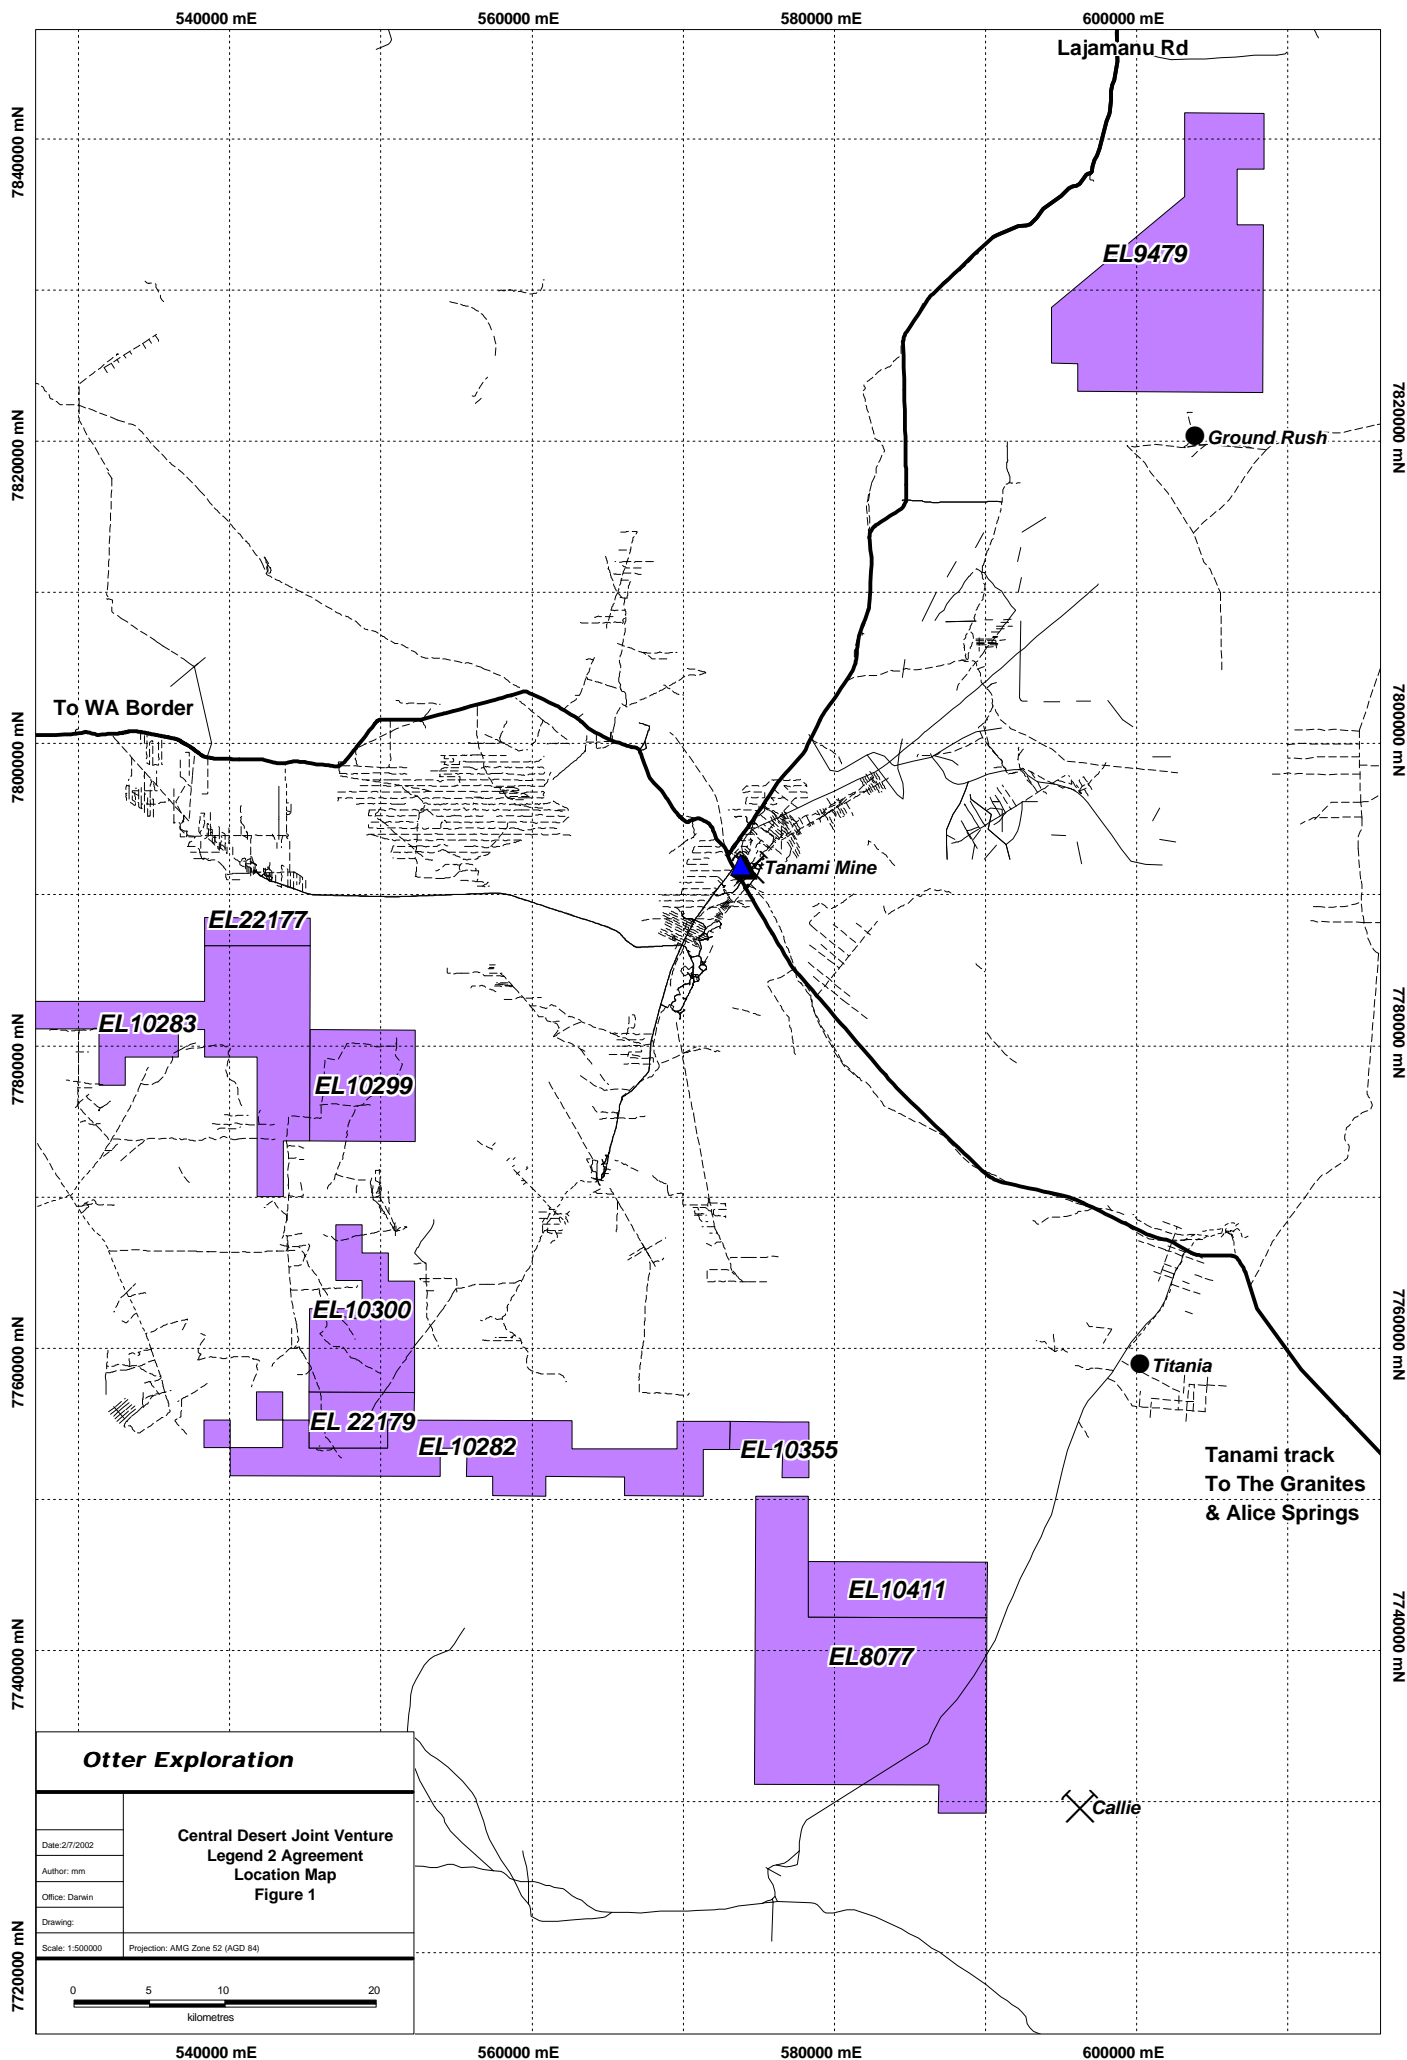 540000 mE
560000 mE
580000 mE
600000 mE
Lajamanu Rd
7840000 mN
EL9479
7820000 mN
7820000 mN
Ground Rush
To WA Border
7800000 mN
7800000 mN
Tanami Mine
EL22177
EL10283
7780000 mN
7780000 mN
EL10299
EL10300
7760000 mN
7760000 mN
Titania
EL 22179
EL10282
EL10355
Tanami track
To The Granites
& Alice Springs
EL10411
7740000 mN
7740000 mN
EL8077
Otter Exploration
Callie
Date:2/7/2002
Author: mm
Office: Darwin
Drawing:
Scale: 1:500000
Central Desert Joint Venture
Legend 2 Agreement
Location Map
Figure 1
Projection: AMG Zone 52 (AGD 84)
7720000 mN
0 5 10 20
kilometres
540000 mE
560000 mE
580000 mE
600000 mE